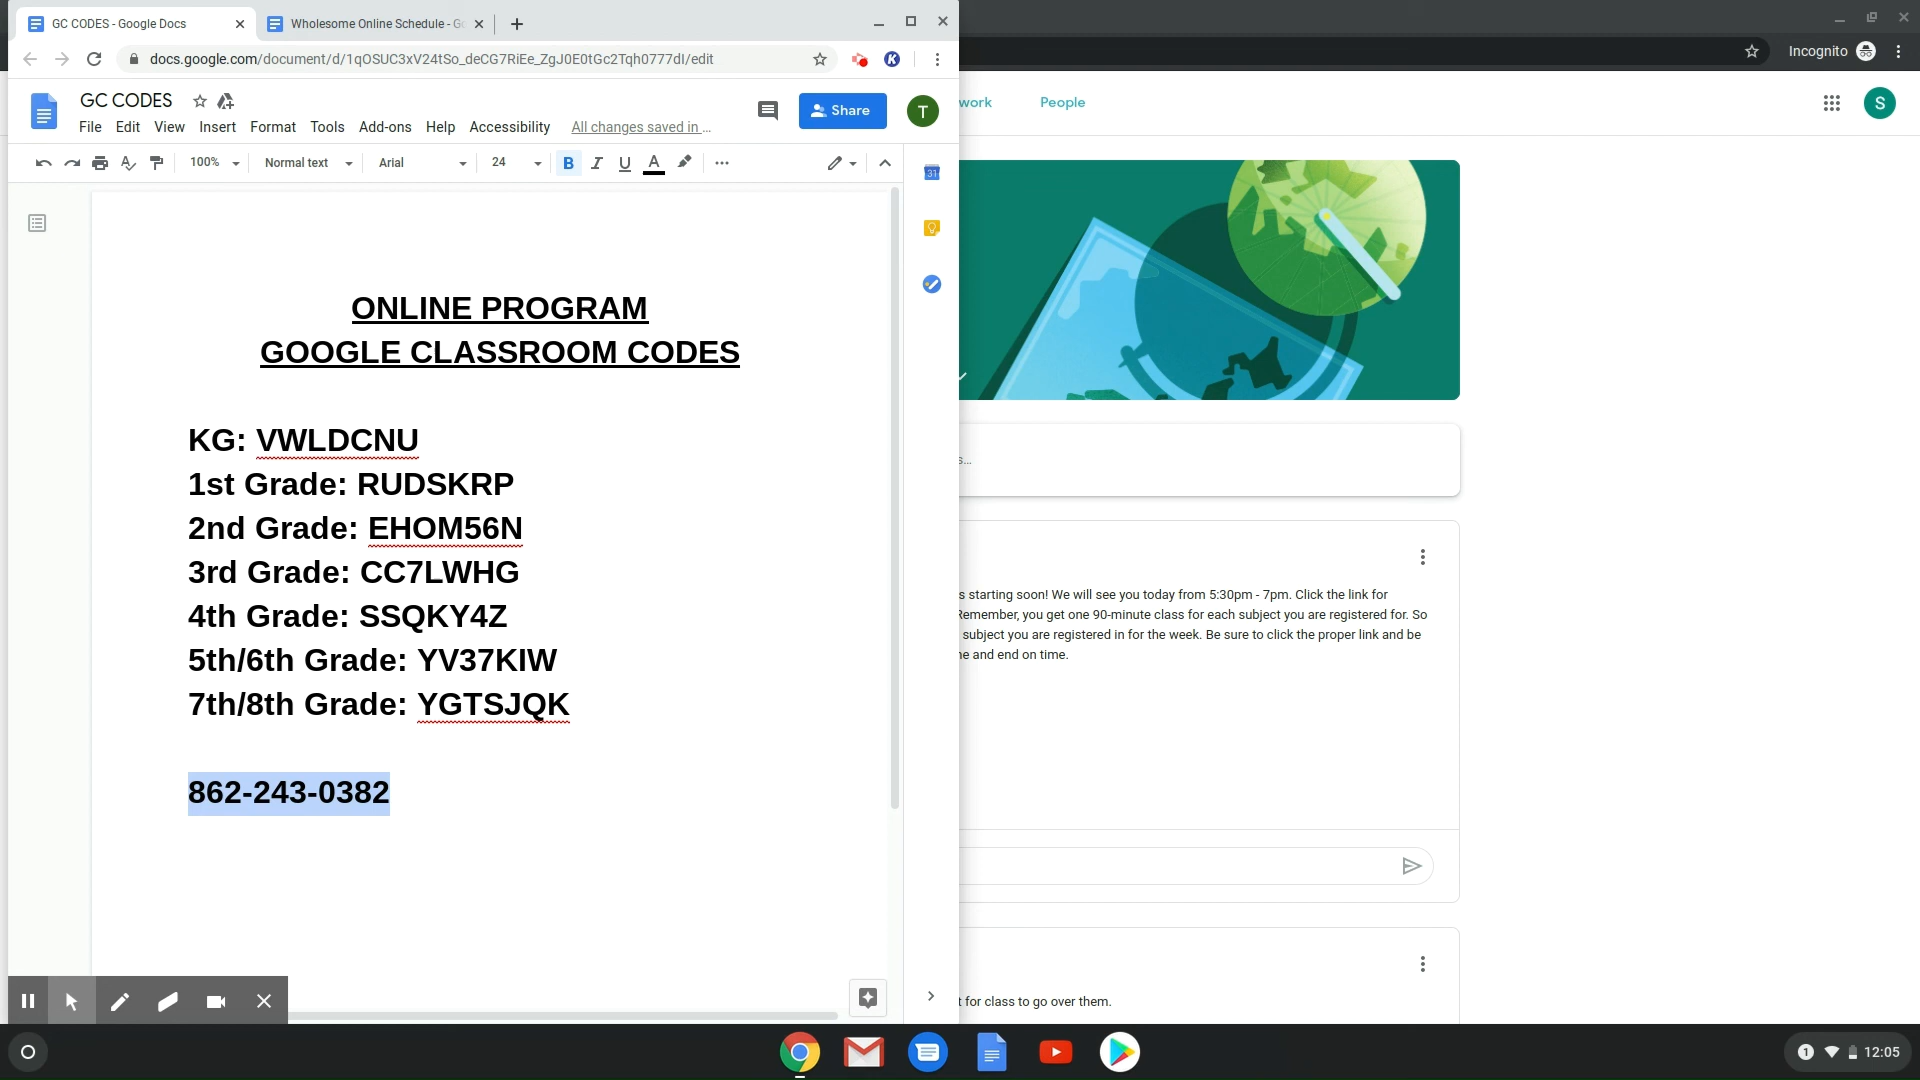 GC CODES - Google Docs
Wholesome Online Schedule - Go
docs.google.com/document/d/1qOSUC3xV24tSo_deCG7RiEe_ZgJ0E0tGc2Tqh0777dI/edit
Incognito
GC CODES
File Edit View Insert Format Tools Add-ons Help Accessibility All changes saved in …
Share
T
work People
S
100% Normal text Arial 24 B I U A
31
ONLINE PROGRAM
GOOGLE CLASSROOM CODES
KG: VWLDCNU
1st Grade: RUDSKRP
2nd Grade: EHOM56N
3rd Grade: CC7LWHG
4th Grade: SSQKY4Z
5th/6th Grade: YV37KIW
7th/8th Grade: YGTSJQK
862-243-0382
s...
s starting soon! We will see you today from 5:30pm - 7pm. Click the link for
Remember, you get one 90-minute class for each subject you are registered for. So
subject you are registered in for the week. Be sure to click the proper link and be
ne and end on time.
t for class to go over them.
1 12:05